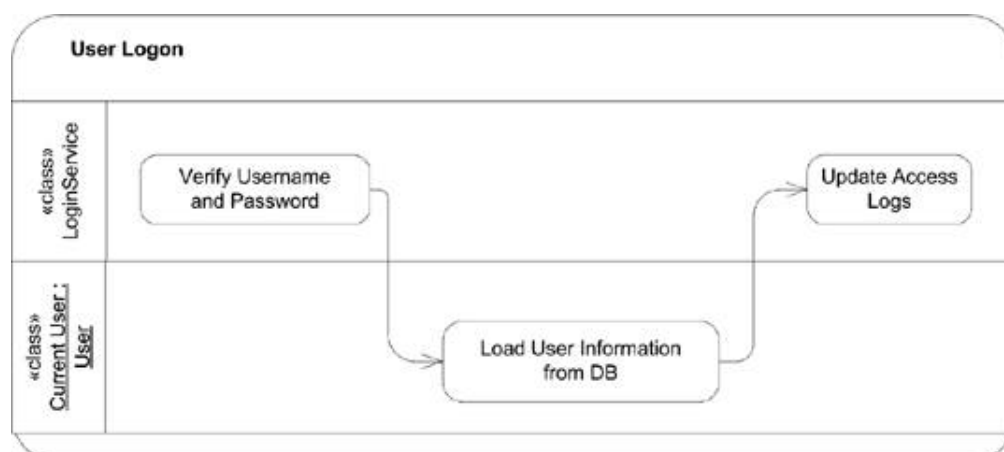 User Logon
«class»
LoginService
Verify Username
and Password
Update Access
Logs
«class»
Current User :
User
Load User Information
from DB